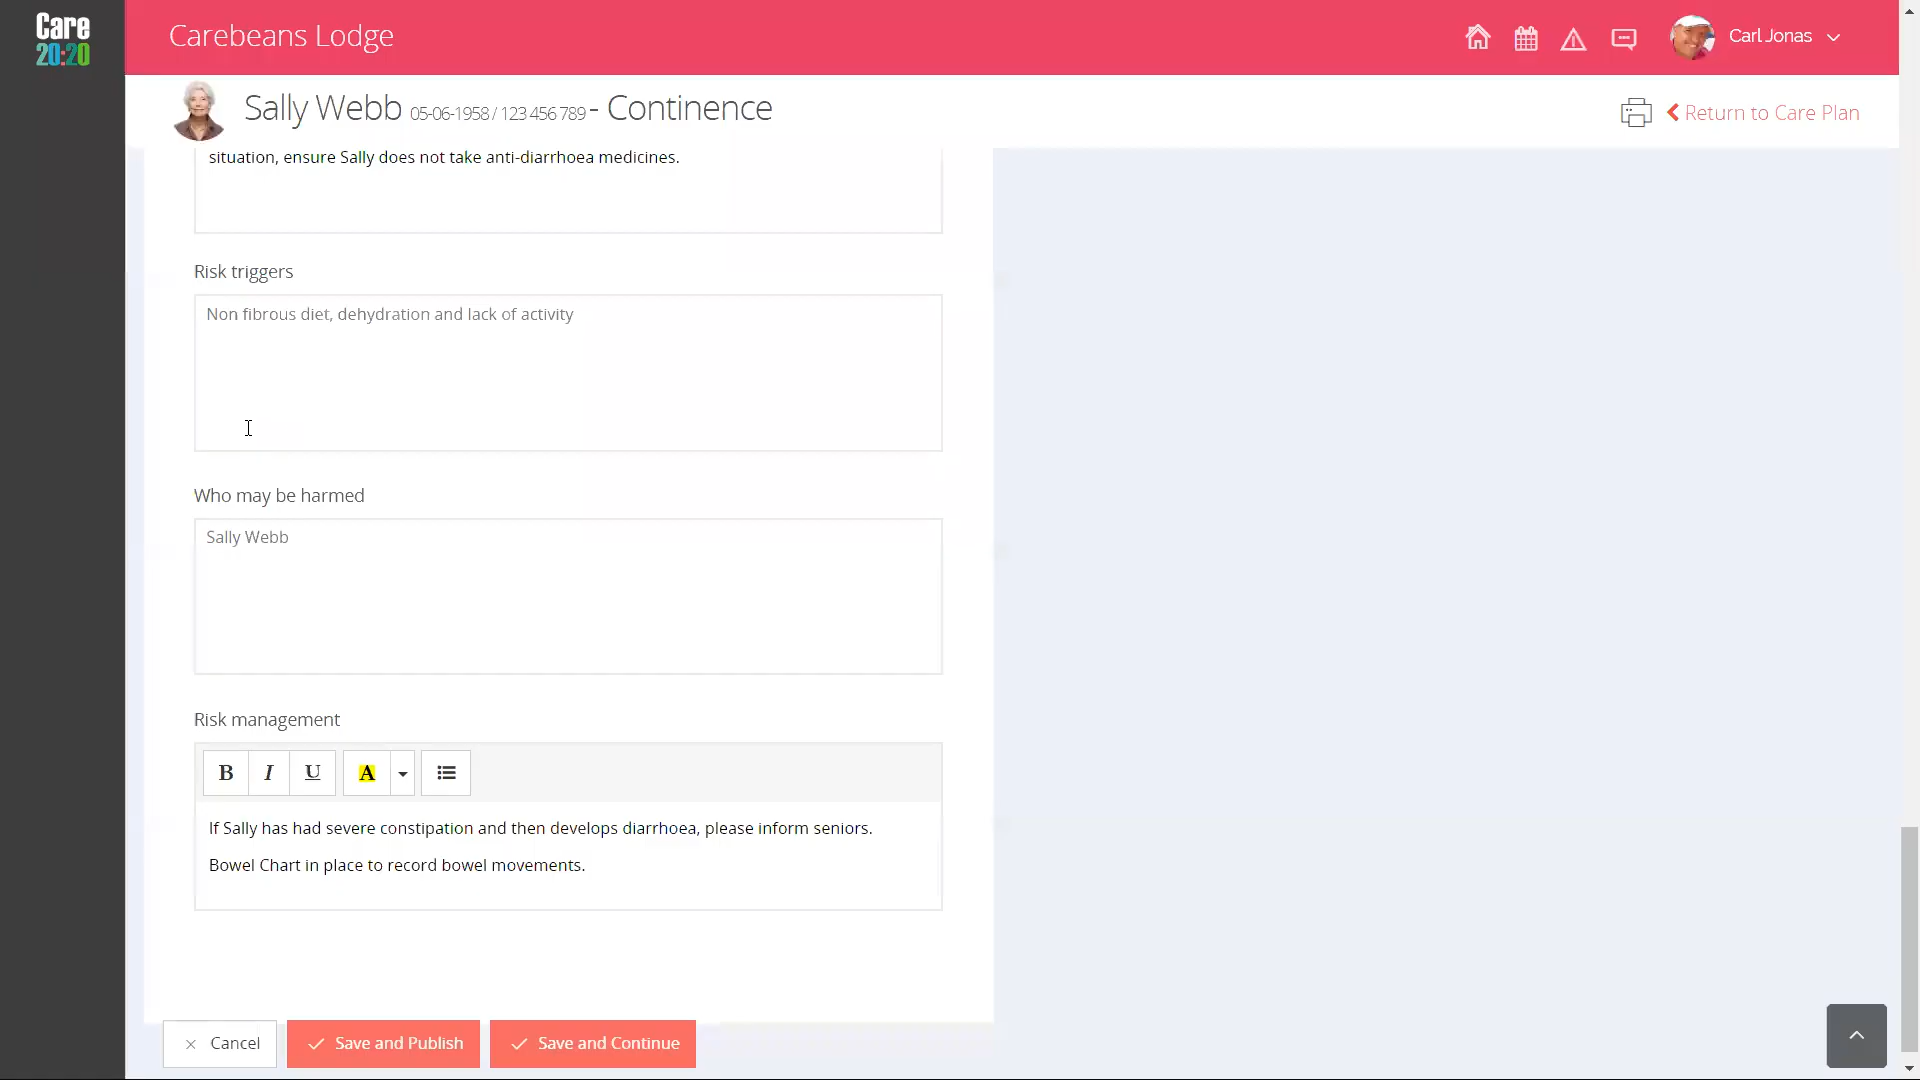 Care
20:20
Carebeans Lodge
Carl Jonas
Sally Webb 05-06-1958 / 123 456 789 - Continence
Return to Care Plan
situation, ensure Sally does not take anti-diarrhoea medicines.
Risk triggers
Non fibrous diet, dehydration and lack of activity
Who may be harmed
Sally Webb
Risk management
B I U A
If Sally has had severe constipation and then develops diarrhoea, please inform seniors.
Bowel Chart in place to record bowel movements.
Cancel
Save and Publish
Save and Continue